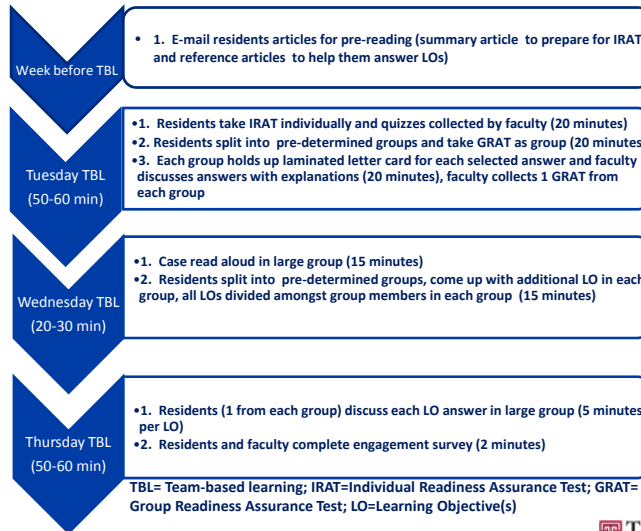 Week before TBL
• 1. E-mail residents articles for pre-reading (summary article to prepare for IRAT
and reference articles to help them answer LOs)
Tuesday TBL
(50-60 min)
•1. Residents take IRAT individually and quizzes collected by faculty (20 minutes)
•2. Residents split into pre-determined groups and take GRAT as group (20 minutes
•3. Each group holds up laminated letter card for each selected answer and faculty
discusses answers with explanations (20 minutes), faculty collects 1 GRAT from
each group
Wednesday TBL
(20-30 min)
•1. Case read aloud in large group (15 minutes)
•2. Residents split into pre-determined groups, come up with additional LO in each
group, all LOs divided amongst group members in each group (15 minutes)
Thursday TBL
(50-60 min)
•1. Residents (1 from each group) discuss each LO answer in large group (5 minutes
per LO)
•2. Residents and faculty complete engagement survey (2 minutes)
TBL= Team-based learning; IRAT=Individual Readiness Assurance Test; GRAT=
Group Readiness Assurance Test; LO=Learning Objective(s)